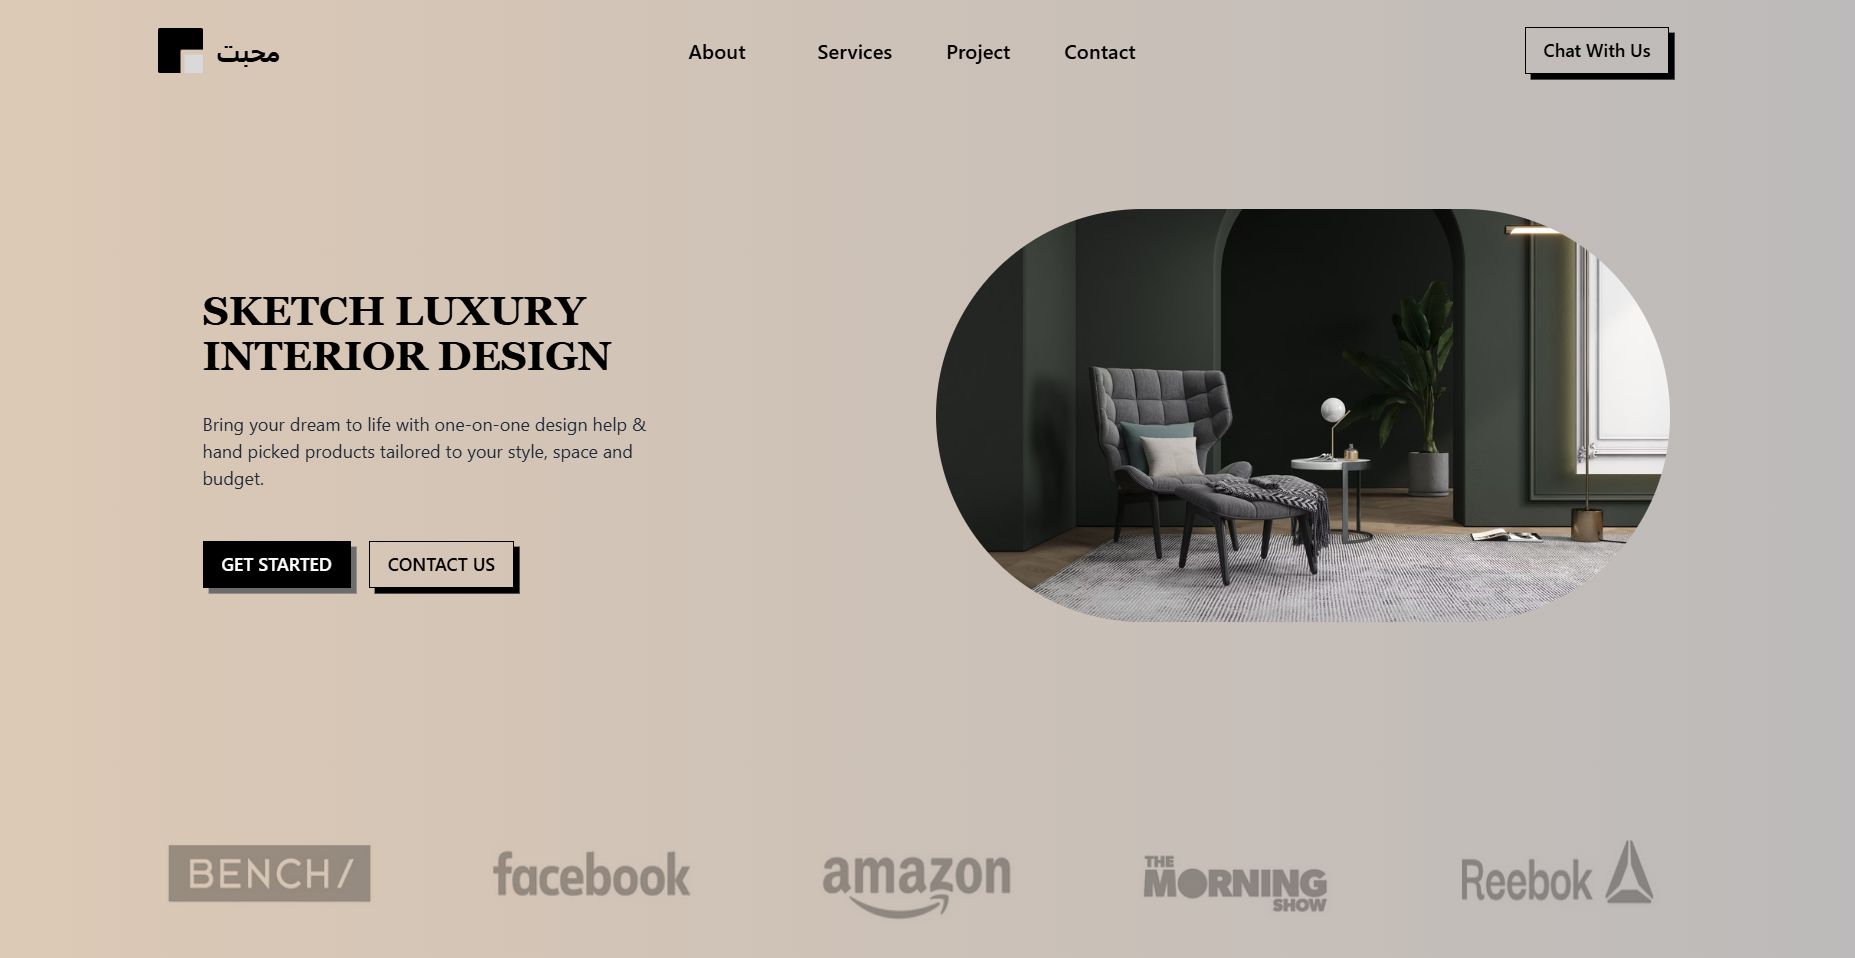 محبت
About
Services
Project
Contact
Chat With Us
SKETCH LUXURY
INTERIOR DESIGN
Bring your dream to life with one-on-one design help &
hand picked products tailored to your style, space and
budget.
GET STARTED
CONTACT US
BENCH/
facebook
amazon
THE
MORNING
SHOW
Reebok